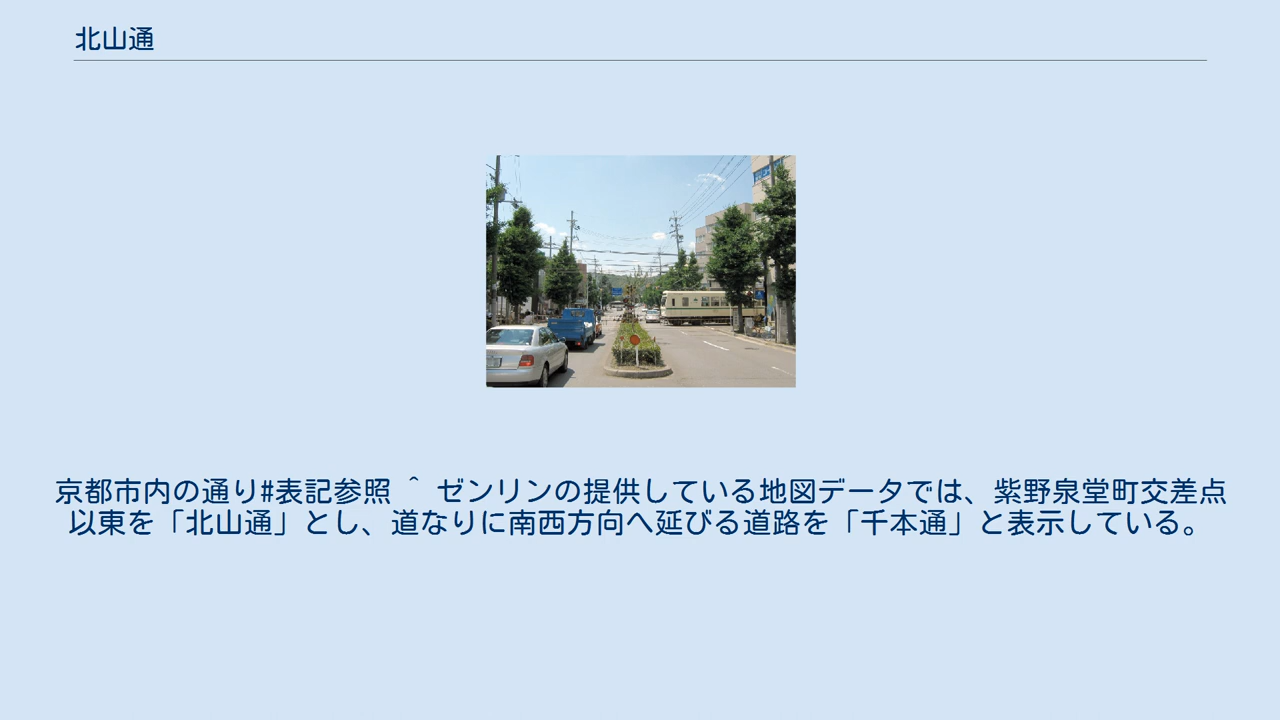 北山通
京都市内の通り#表記参照 ^ ゼンリンの提供している地図データでは、紫野泉堂町交差点
以東を「北山通」とし、道なりに南西方向へ延びる道路を「千本通」と表示している。